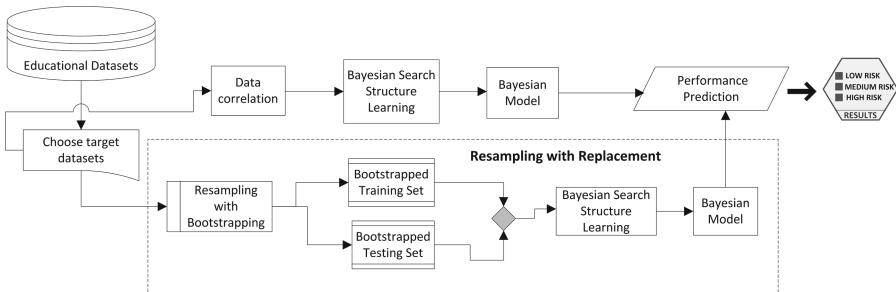 Educational Datasets
Data
correlation
Bayesian Search
Structure
Learning
Bayesian
Model
Performance
Prediction
LOW RISK
MEDIUM RISK
HIGH RISK
RESULTS
Choose target
datasets
Resampling with Replacement
Resampling
with
Bootstrapping
Bootstrapped
Training Set
Bootstrapped
Testing Set
Bayesian Search
Structure
Learning
Bayesian
Model